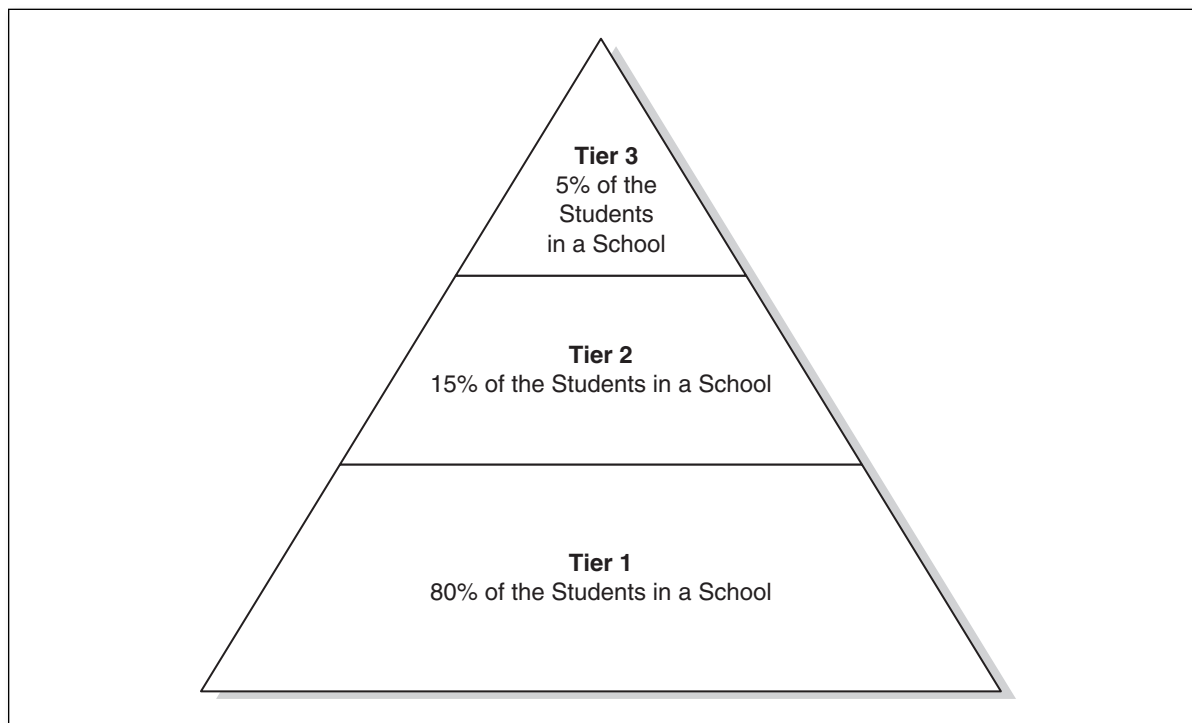 Tier 3
5% of the
Students
in a School
Tier 2
15% of the Students in a School
Tier 1
80% of the Students in a School